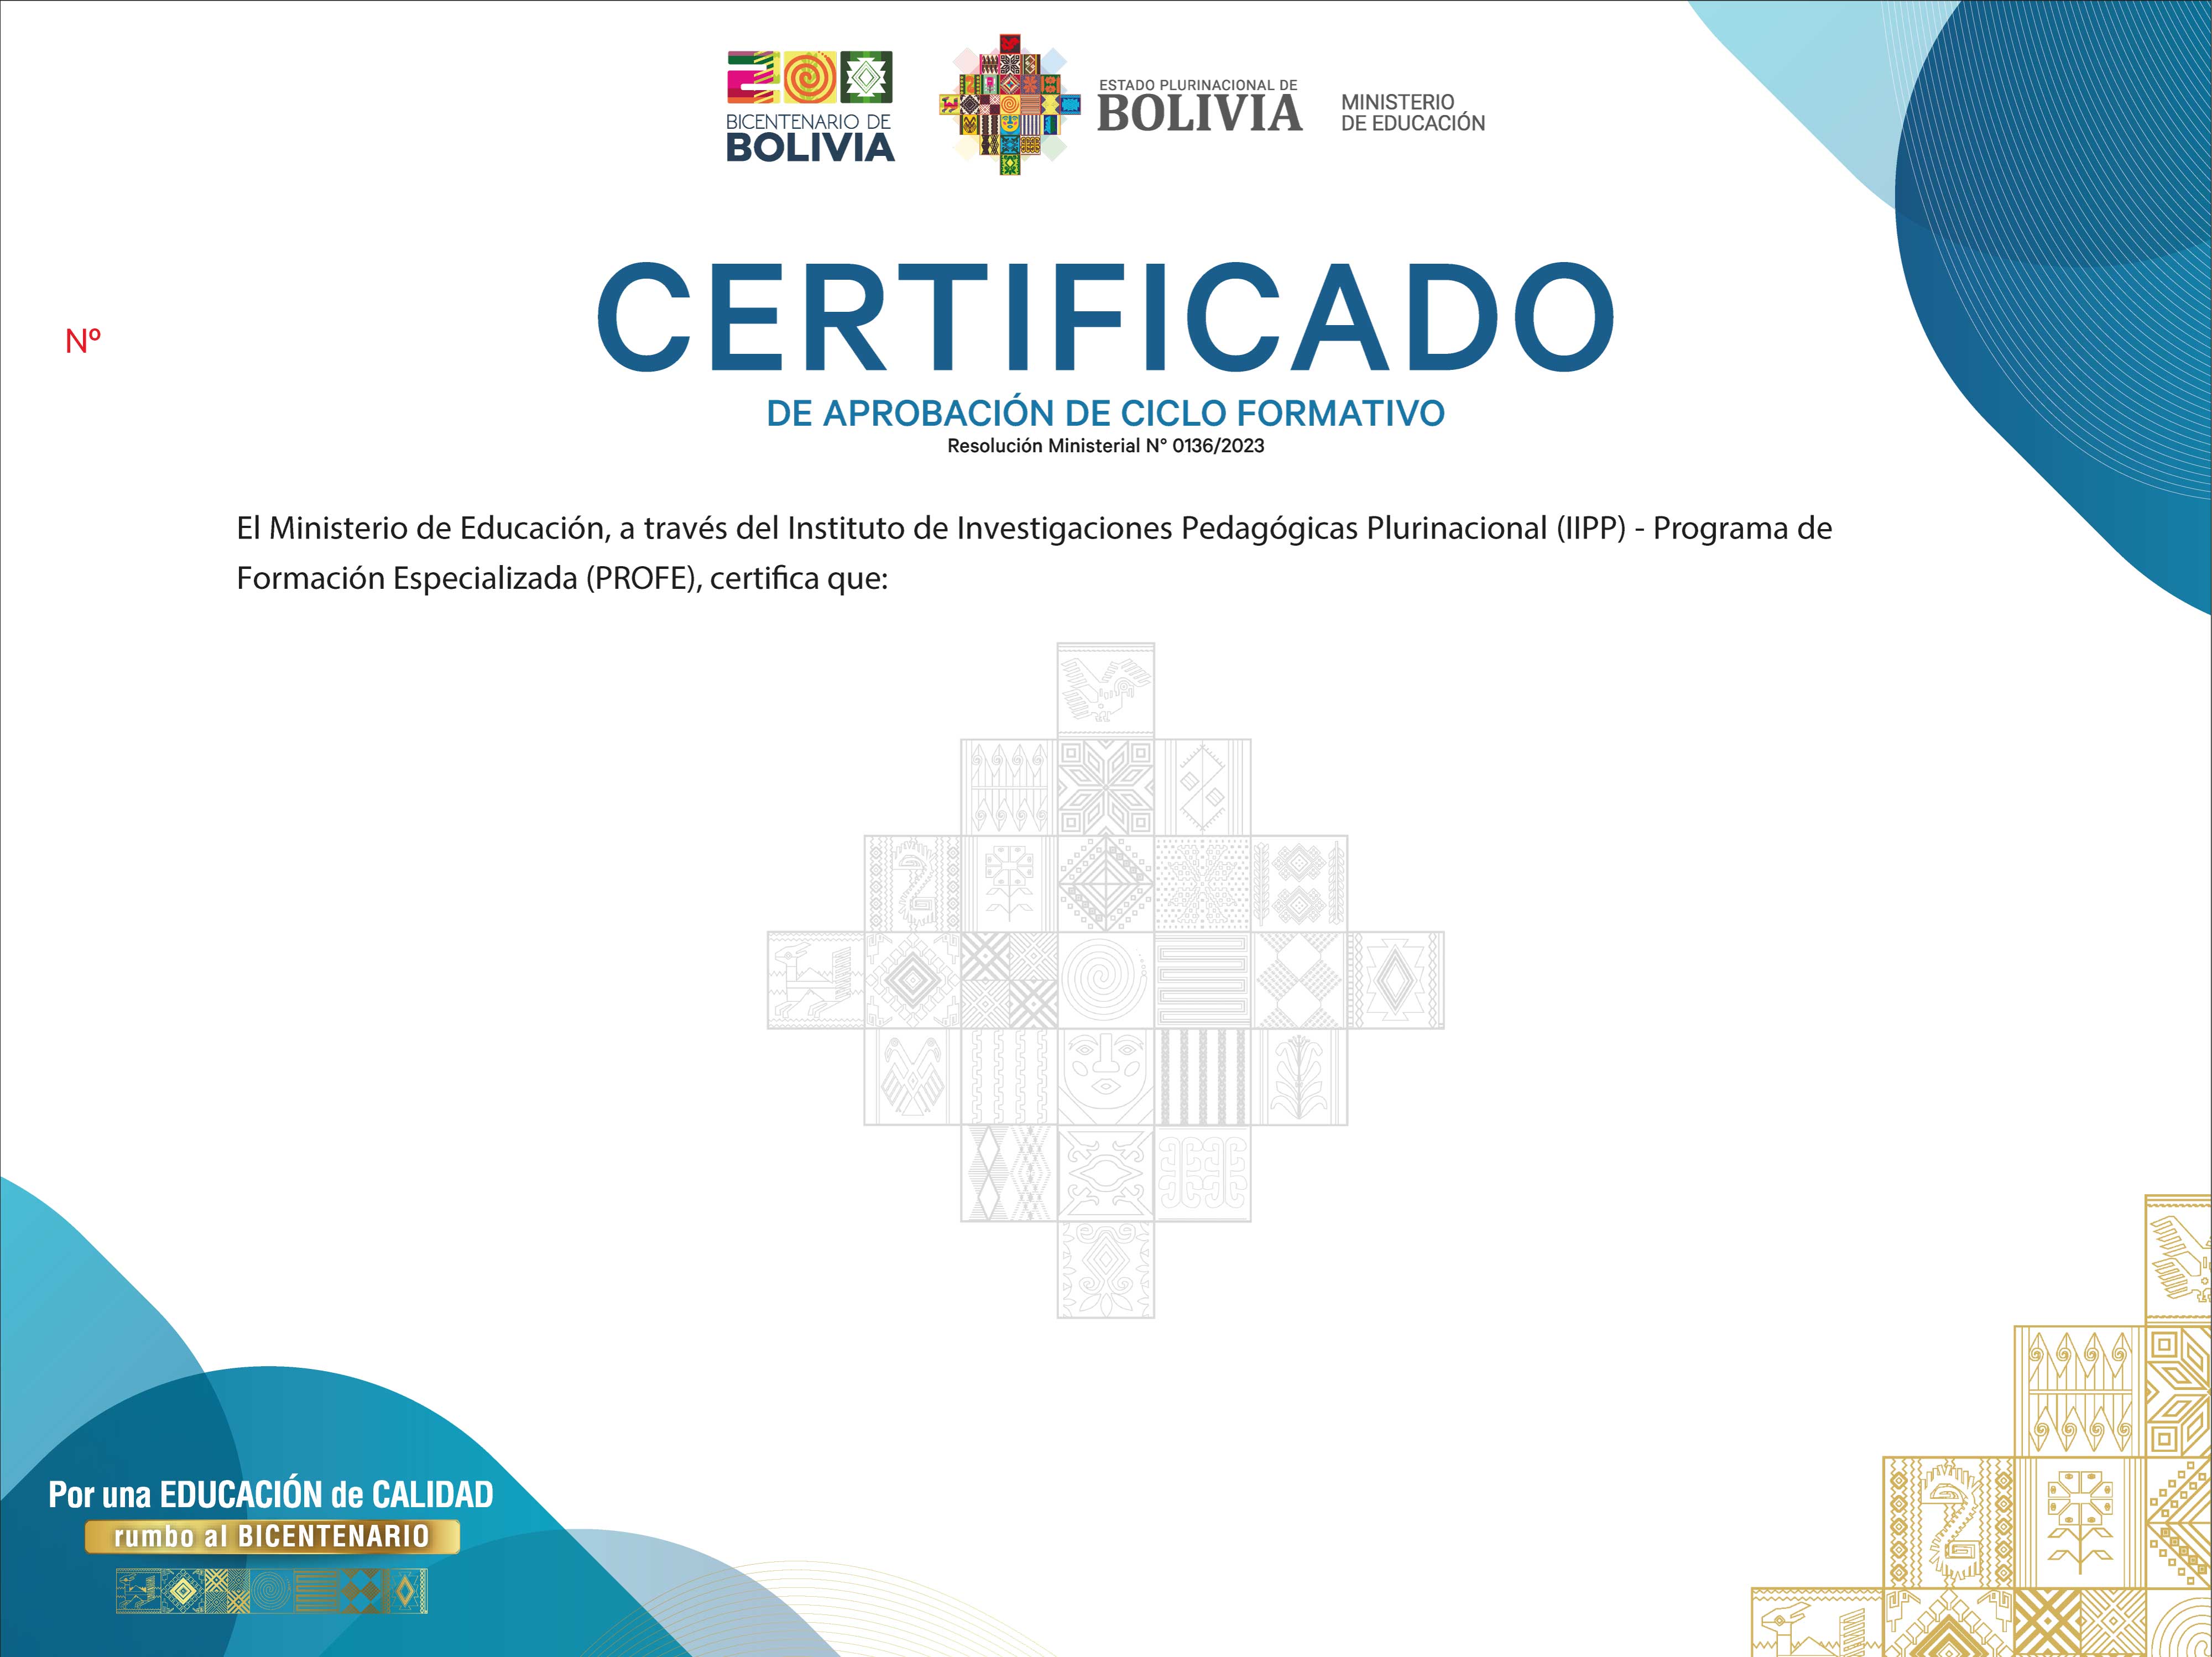 BICENTENARIO DE
BOLIVIA
ESTADO PLURINACIONAL DE
BOLIVIA
MINISTERIO
DE EDUCACIÓN
CERTIFICADO
Nº
DE APROBACIÓN DE CICLO FORMATIVO
Resolución Ministerial N° 0136/2023
El Ministerio de Educación, a través del Instituto de Investigaciones Pedagógicas Plurinacional (IIPP) - Programa de
Formación Especializada (PROFE), certifica que:
Por una EDUCACIÓN de CALIDAD
rumbo al BICENTENARIO